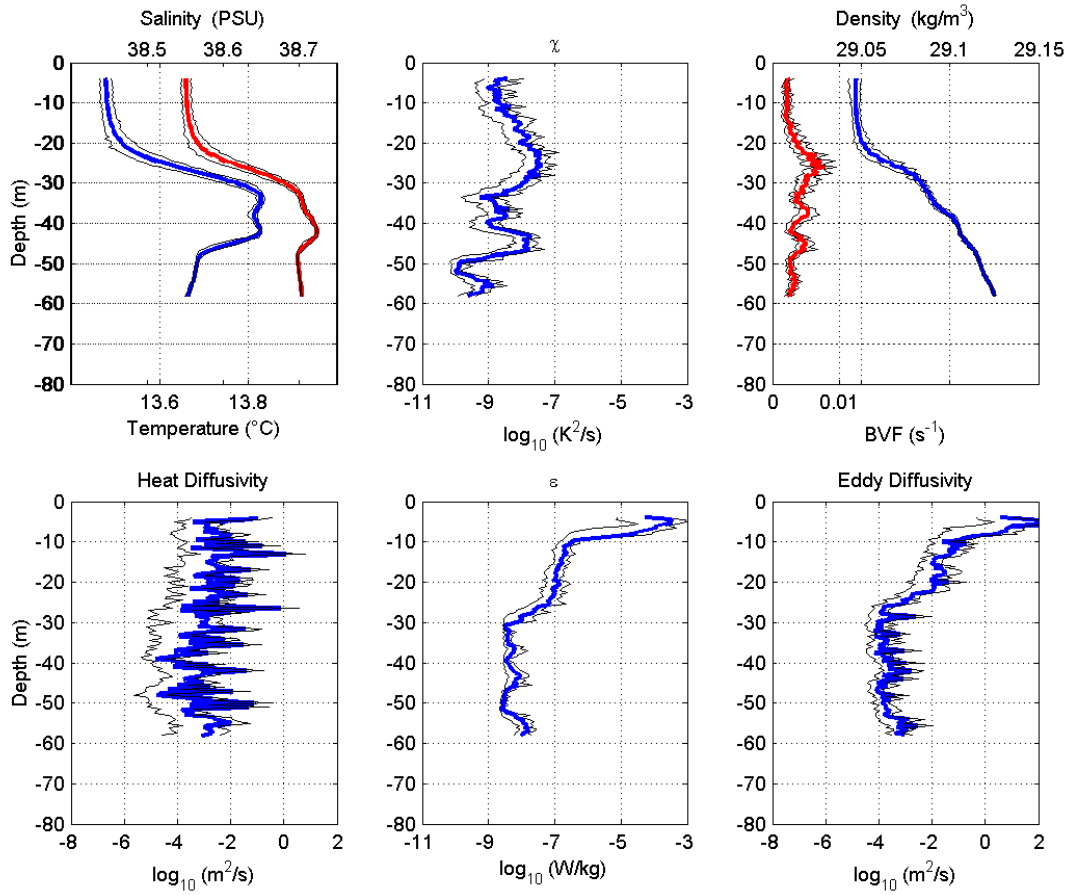 Salinity (PSU)
38.5 38.6 38.7
χ
Density (kg/m³)
29.05 29.1 29.15
0
-10
-20
-30
-40
-50
-60
-70
-80
Depth (m)
13.6 13.8
Temperature (°C)
0
-10
-20
-30
-40
-50
-60
-70
-80
-11 -9 -7 -5 -3
log₁₀ (K²/s)
0
-10
-20
-30
-40
-50
-60
-70
-80
0 0.01
BVF (s⁻¹)
Heat Diffusivity
0
-10
-20
-30
-40
-50
-60
-70
-80
Depth (m)
-8 -6 -4 -2 0 2
log₁₀ (m²/s)
ε
0
-10
-20
-30
-40
-50
-60
-70
-80
-11 -9 -7 -5 -3
log₁₀ (W/kg)
Eddy Diffusivity
0
-10
-20
-30
-40
-50
-60
-70
-80
-8 -6 -4 -2 0 2
log₁₀ (m²/s)